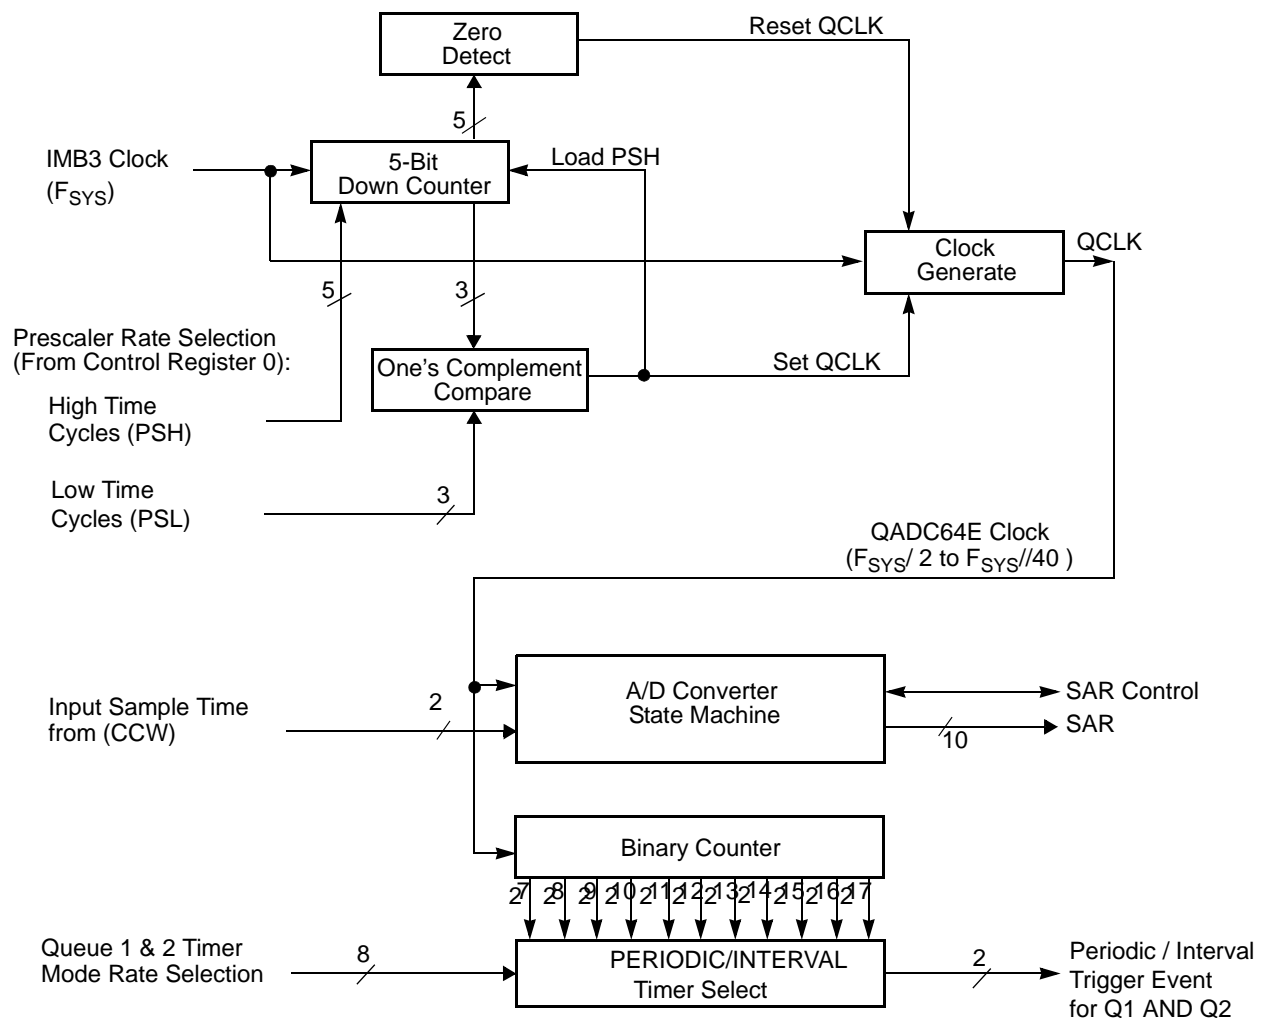 Zero
Detect
Reset QCLK
5
IMB3 Clock
(FSYS)
5-Bit
Down Counter
Load PSH
Clock
Generate
QCLK
5
3
Prescaler Rate Selection
(From Control Register 0):
One's Complement
Compare
Set QCLK
High Time
Cycles (PSH)
Low Time
Cycles (PSL)
3
QADC64E Clock
(FSYS/ 2 to FSYS//40 )
Input Sample Time
from (CCW)
2
A/D Converter
State Machine
SAR Control
SAR
10
Binary Counter
2^7 2^8 2^9 2^10 2^11 2^12 2^13 2^14 2^15 2^16 2^17
Queue 1 & 2 Timer
Mode Rate Selection
8
PERIODIC/INTERVAL
Timer Select
2
Periodic / Interval
Trigger Event
for Q1 AND Q2